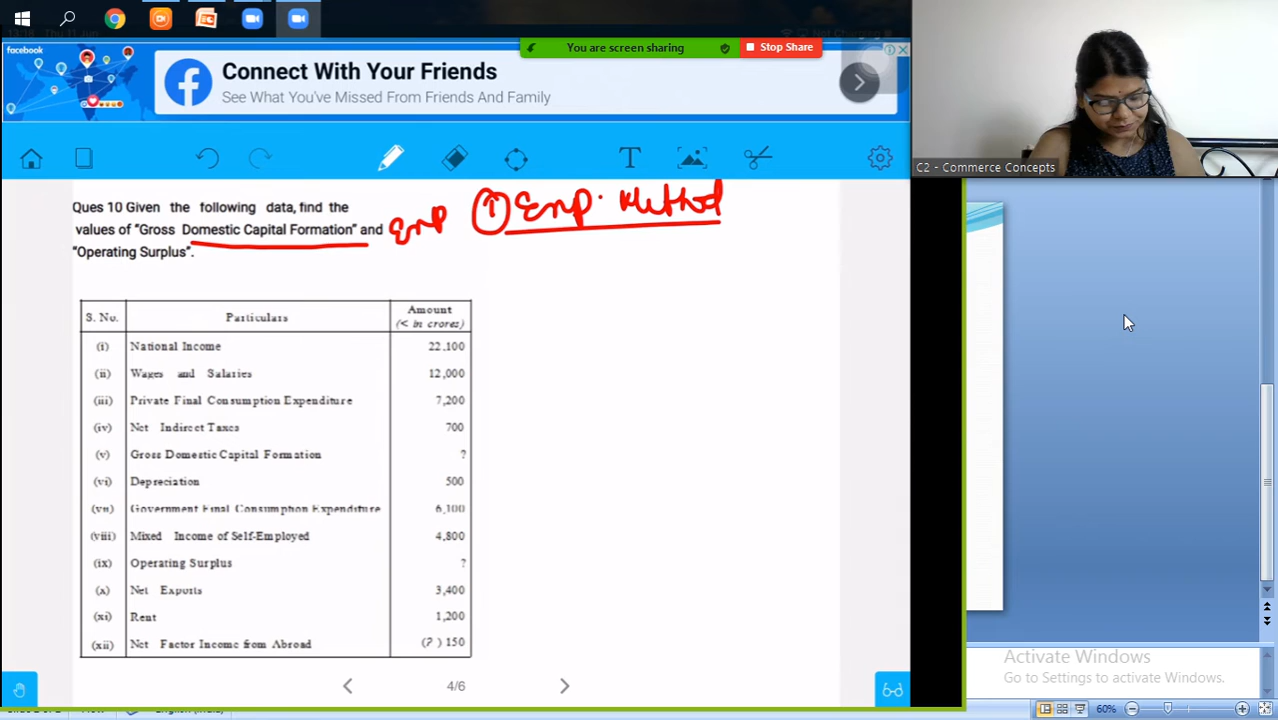 facebook
Connect With Your Friends
See What You've Missed From Friends And Family
You are screen sharing
Stop Share
C2 - Commerce Concepts
① Exp. Method
Ques 10 Given the following data, find the
values of "Gross Domestic Capital Formation" and Exp
"Operating Surplus".
S. No. Particulars Amount
(< in crores)
(i) National Income 22,100
(ii) Wages and Salaries 12,000
(iii) Private Final Consumption Expenditure 7,200
(iv) Net Indirect Taxes 700
(v) Gross Domestic Capital Formation ?
(vi) Depreciation 500
(vii) Government Final Consumption Expenditure 6,100
(viii) Mixed Income of Self-Employed 4,800
(ix) Operating Surplus ?
(x) Net Exports 3,400
(xi) Rent 1,200
(xii) Net Factor Income from Abroad (?) 150
4/6
Activate Windows
Go to Settings to activate Windows.
60%